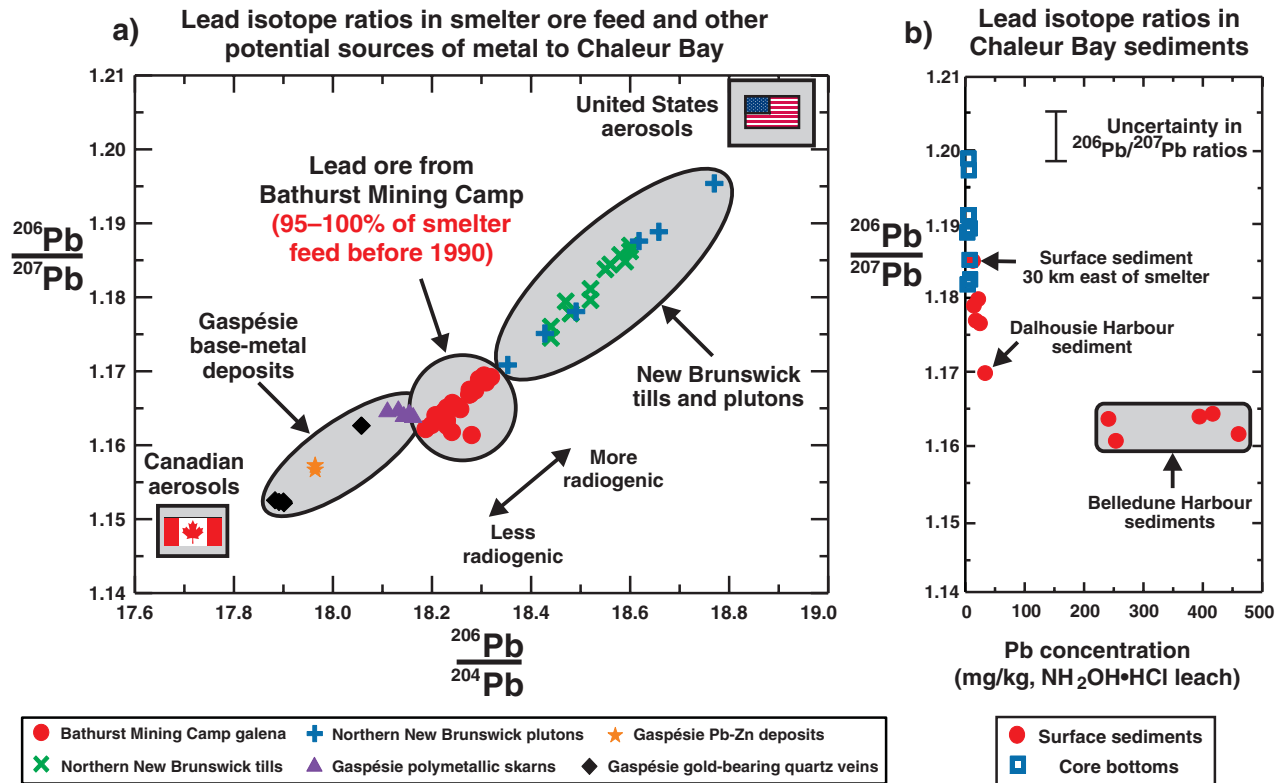 a)
Lead isotope ratios in smelter ore feed and other
potential sources of metal to Chaleur Bay
1.21
1.20
1.19
1.18
1.17
1.16
1.15
1.14
206Pb
207Pb
United States
aerosols
Lead ore from
Bathurst Mining Camp
(95–100% of smelter
feed before 1990)
Gaspésie
base-metal
deposits
New Brunswick
tills and plutons
Canadian
aerosols
More
radiogenic
Less
radiogenic
17.6 17.8 18.0 18.2 18.4 18.6 18.8 19.0
206Pb
204Pb
Bathurst Mining Camp galena
Northern New Brunswick plutons
Gaspésie Pb-Zn deposits
Northern New Brunswick tills
Gaspésie polymetallic skarns
Gaspésie gold-bearing quartz veins
b)
Lead isotope ratios in
Chaleur Bay sediments
1.21
1.20
1.19
1.18
1.17
1.16
1.15
1.14
206Pb
207Pb
Uncertainty in
206Pb/207Pb ratios
Surface sediment
30 km east of smelter
Dalhousie Harbour
sediment
Belledune Harbour
sediments
0 100 200 300 400 500
Pb concentration
(mg/kg, NH2OH•HCl leach)
Surface sediments
Core bottoms